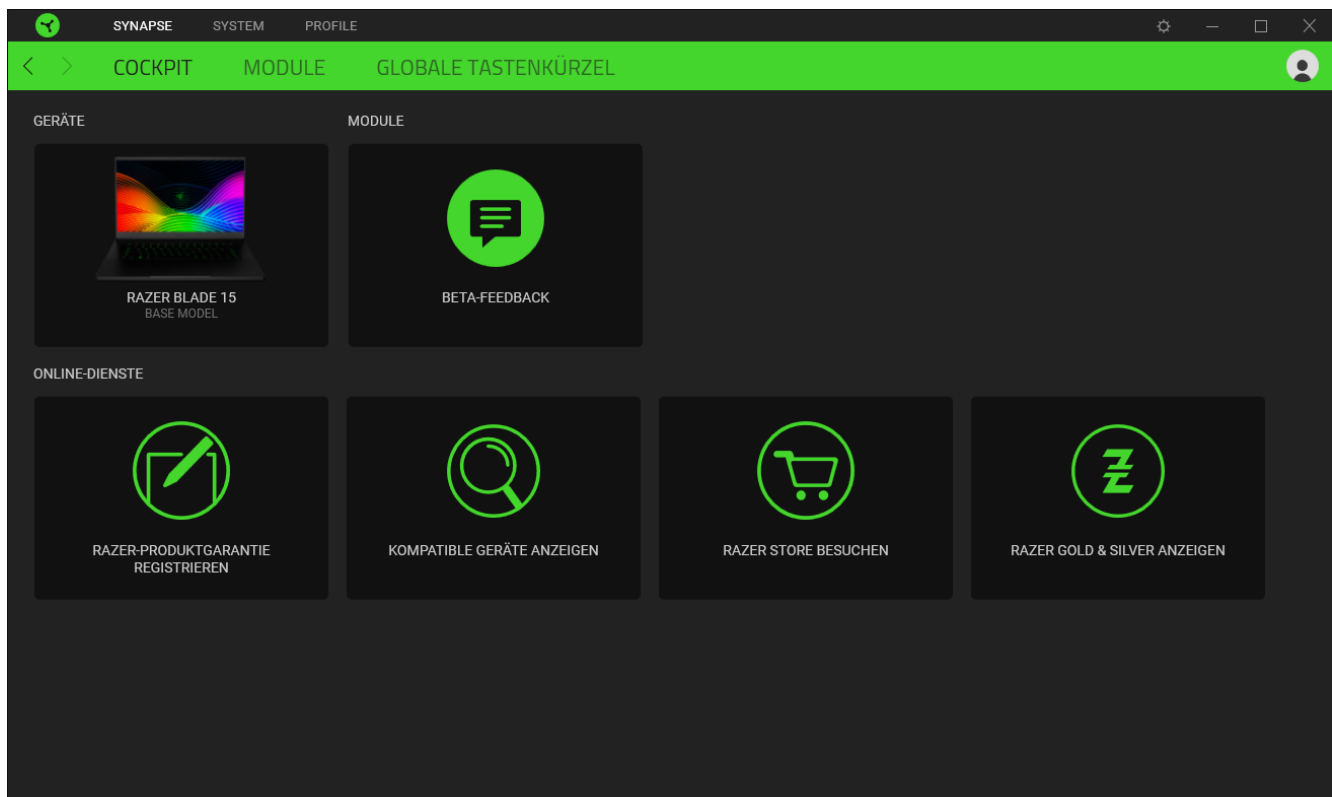 SYNAPSE SYSTEM PROFILE
COCKPIT MODULE GLOBALE TASTENKÜRZEL
GERÄTE
MODULE
RAZER BLADE 15
BASE MODEL
BETA-FEEDBACK
ONLINE-DIENSTE
RAZER-PRODUKTGARANTIE
REGISTRIEREN
KOMPATIBLE GERÄTE ANZEIGEN
RAZER STORE BESUCHEN
RAZER GOLD & SILVER ANZEIGEN